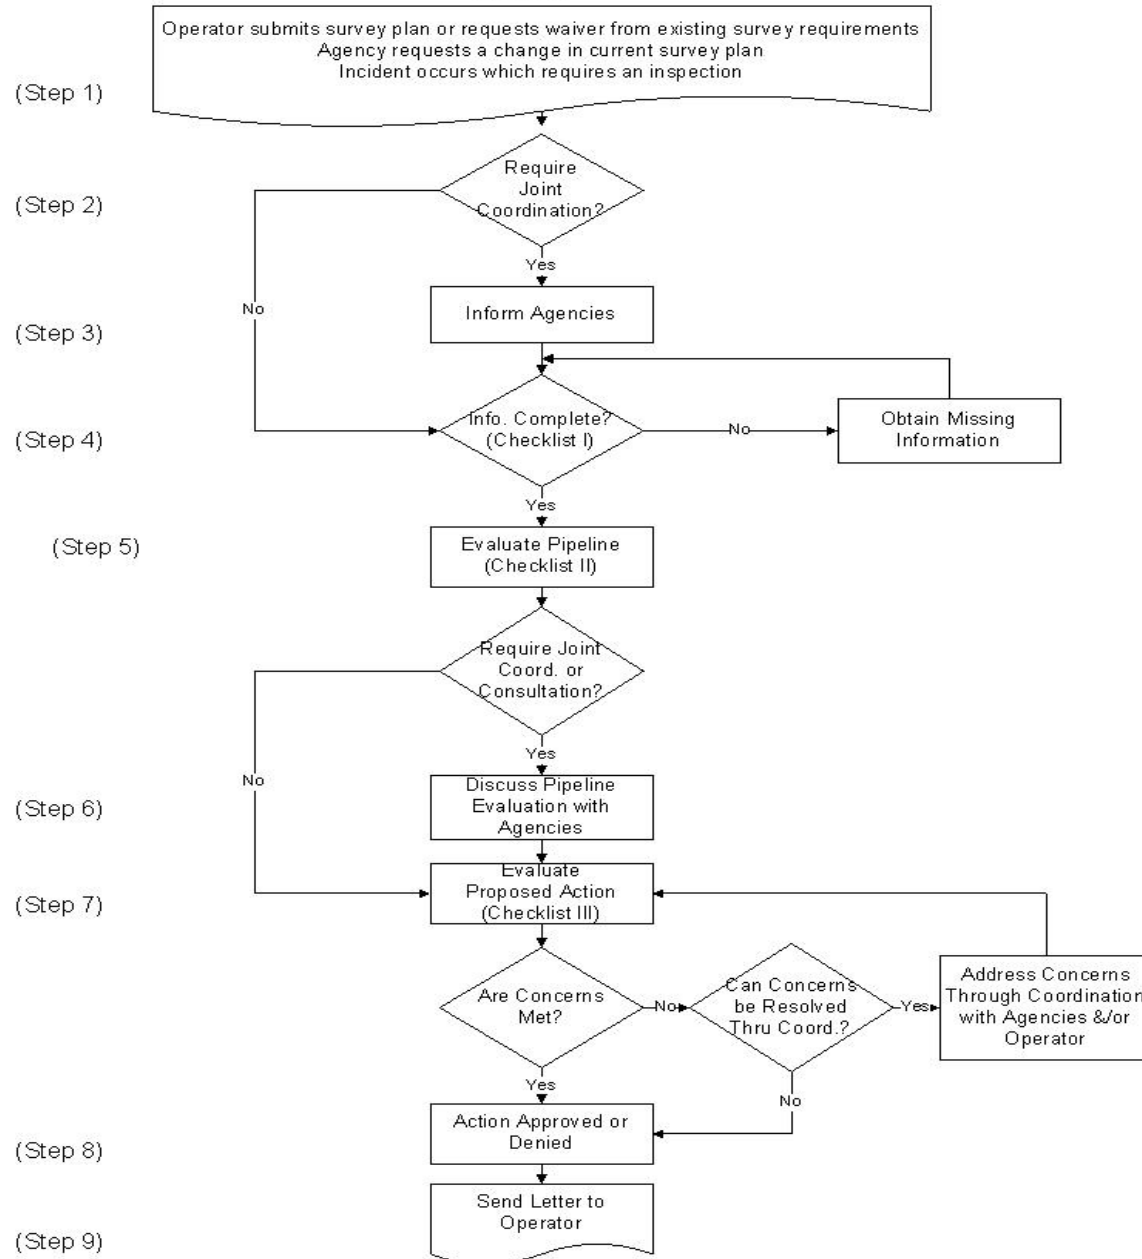 Operator submits survey plan or requests waiver from existing survey requirements
Agency requests a change in current survey plan
Incident occurs which requires an inspection
(Step 1)
Require
Joint
Coordination?
(Step 2)
Yes
No
Inform Agencies
(Step 3)
Info. Complete?
(Checklist I)
No
Obtain Missing
Information
(Step 4)
Yes
Evaluate Pipeline
(Checklist II)
(Step 5)
Require Joint
Coord. or
Consultation?
Yes
No
Discuss Pipeline
Evaluation with
Agencies
(Step 6)
Evaluate
Proposed Action
(Checklist III)
(Step 7)
Are Concerns
Met?
No
Can Concerns
be Resolved
Thru Coord.?
Yes
Address Concerns
Through Coordination
with Agencies &/or
Operator
Yes
No
Action Approved or
Denied
(Step 8)
Send Letter to
Operator
(Step 9)